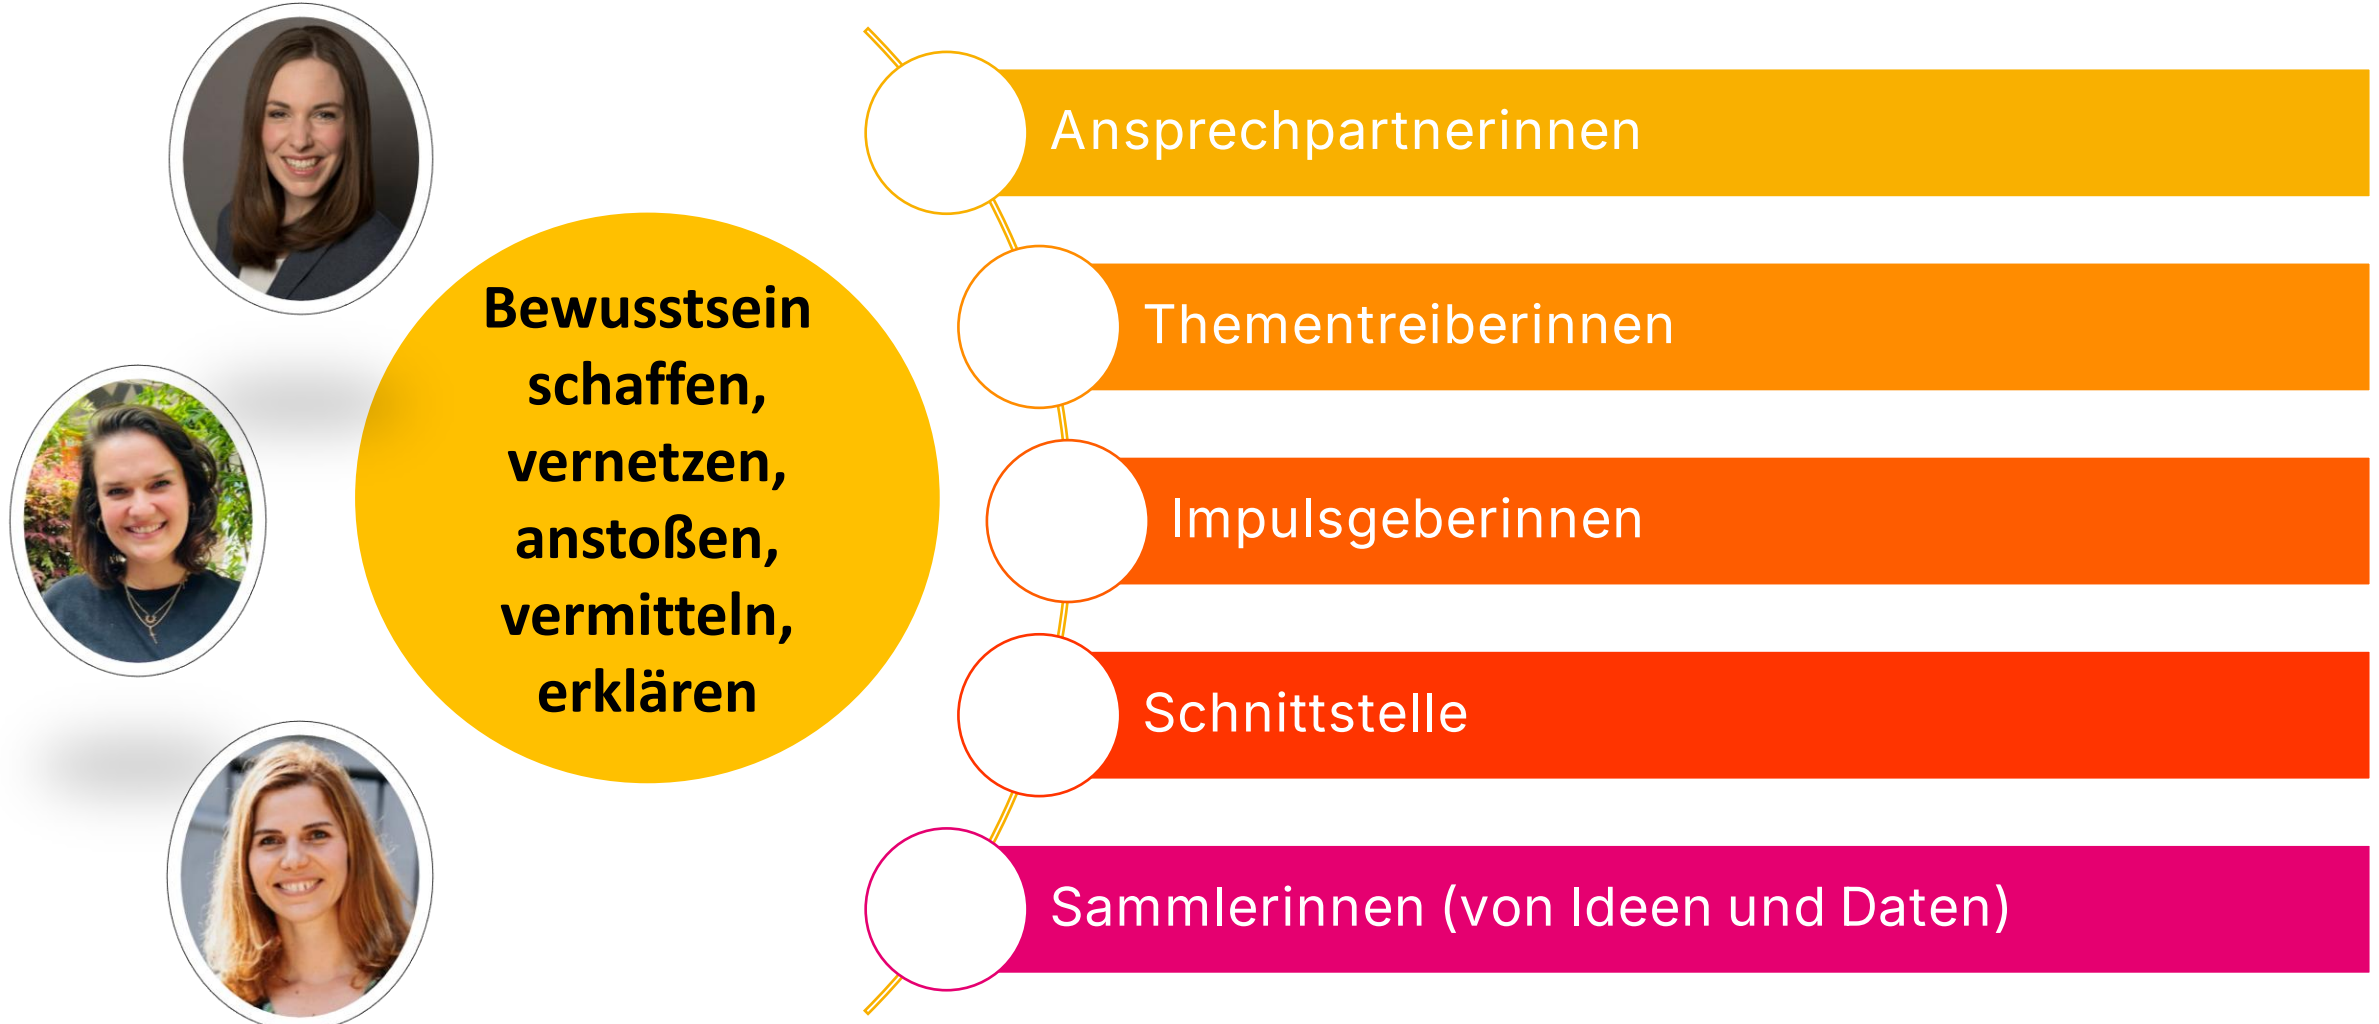 Bewusstsein
schaffen,
vernetzen,
anstoßen,
vermitteln,
erklären
Ansprechpartnerinnen
Thementreiberinnen
Impulsgeberinnen
Schnittstelle
Sammlerinnen (von Ideen und Daten)